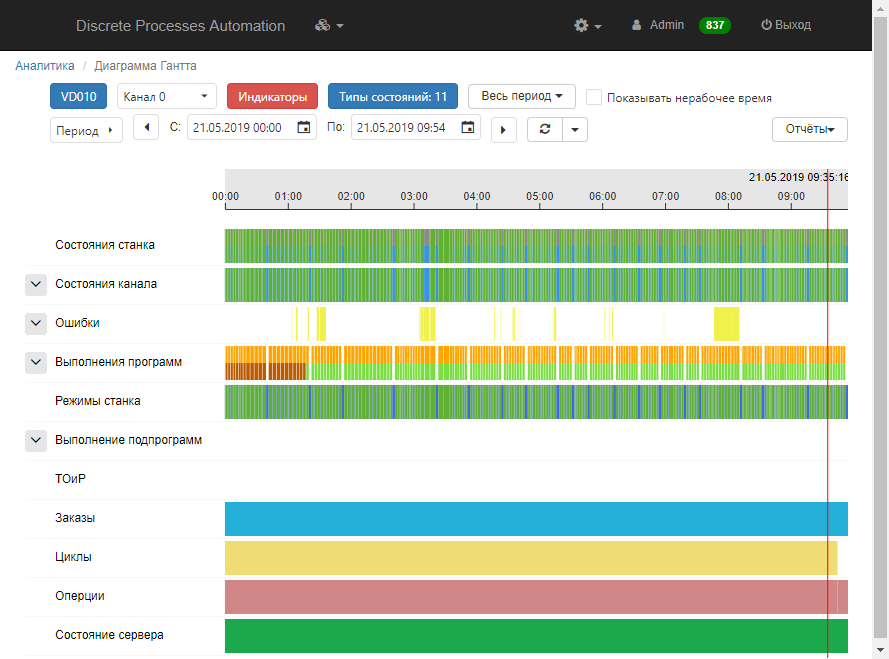 Discrete Processes Automation Admin 837 Выход
Аналитика / Диаграмма Гантта
VD010 Канал 0 Индикаторы Типы состояний: 11 Весь период Показывать нерабочее время
Период С: 21.05.2019 00:00 По: 21.05.2019 09:54 Отчёты
21.05.2019 09:35:16
00:00 01:00 02:00 03:00 04:00 05:00 06:00 07:00 08:00 09:00
Состояния станка
Состояния канала
Ошибки
Выполнения программ
Режимы станка
Выполнение подпрограмм
ТОиР
Заказы
Циклы
Оперции
Состояние сервера